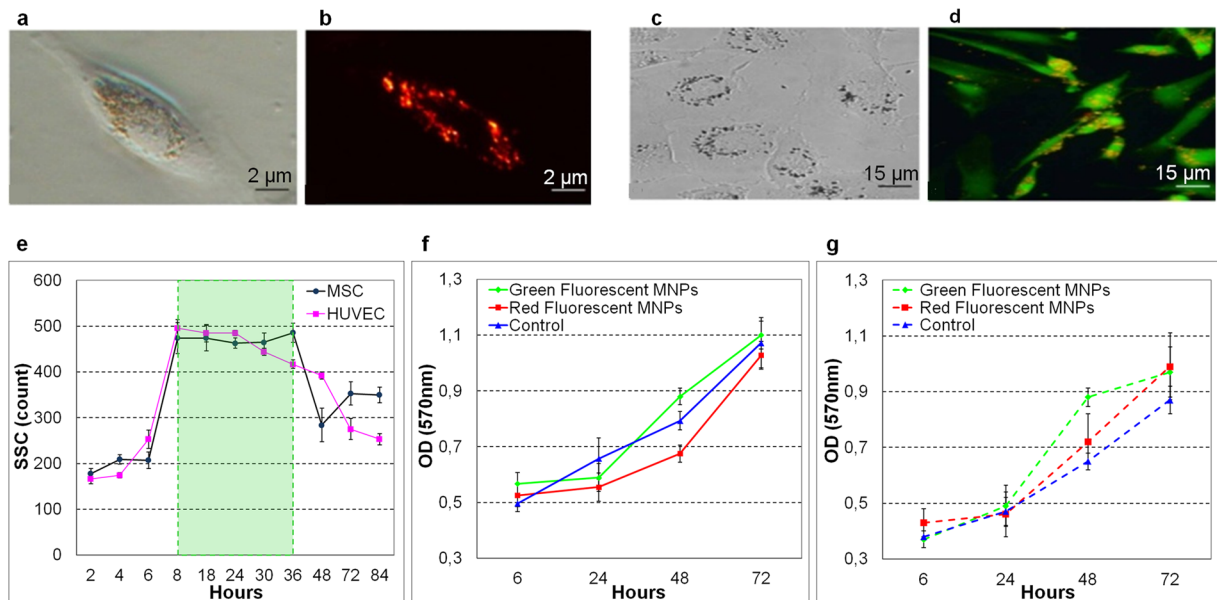 a
b
c
d
2 µm
2 µm
15 µm
15 µm
e
f
g
600
500
400
300
200
100
0
SSC (count)
MSC
HUVEC
2 4 6 8 18 24 30 36 48 72 84
Hours
1,3
1,1
0,9
0,7
0,5
0,3
OD (570nm)
Green Fluorescent MNPs
Red Fluorescent MNPs
Control
6 24 48 72
Hours
1,3
1,1
0,9
0,7
0,5
0,3
OD (570nm)
Green Fluorescent MNPs
Red Fluorescent MNPs
Control
6 24 48 72
Hours